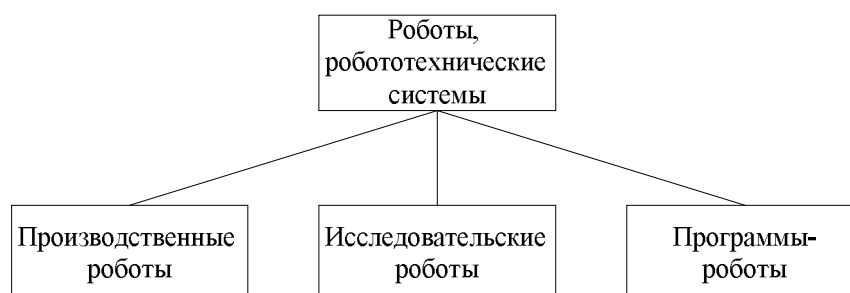 Роботы,
робототехнические
системы
Производственные
роботы
Исследовательские
роботы
Программы-
роботы